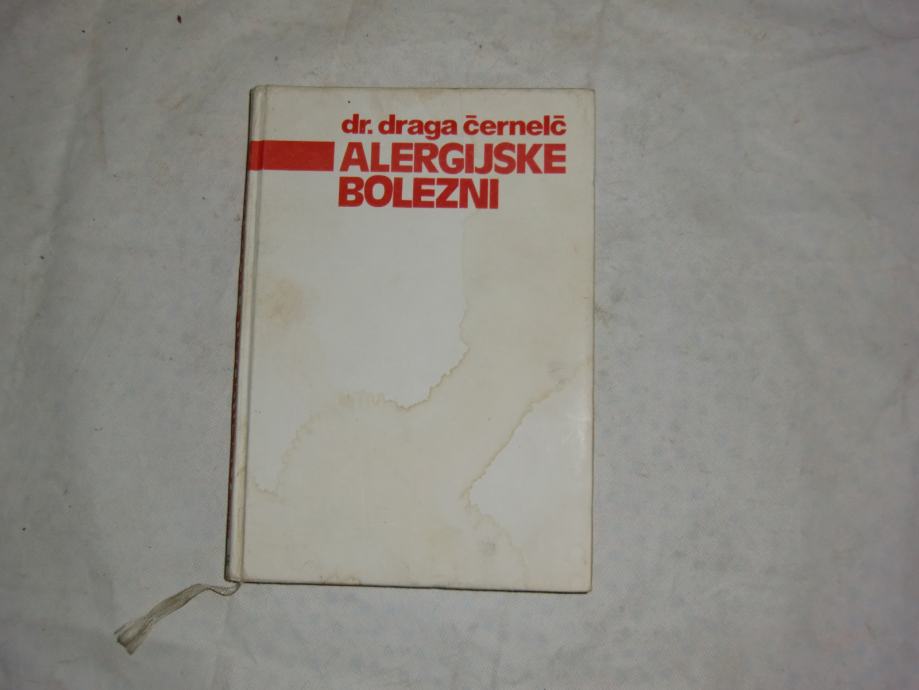 dr. draga černelč
ALERGIJSKE
BOLEZNI